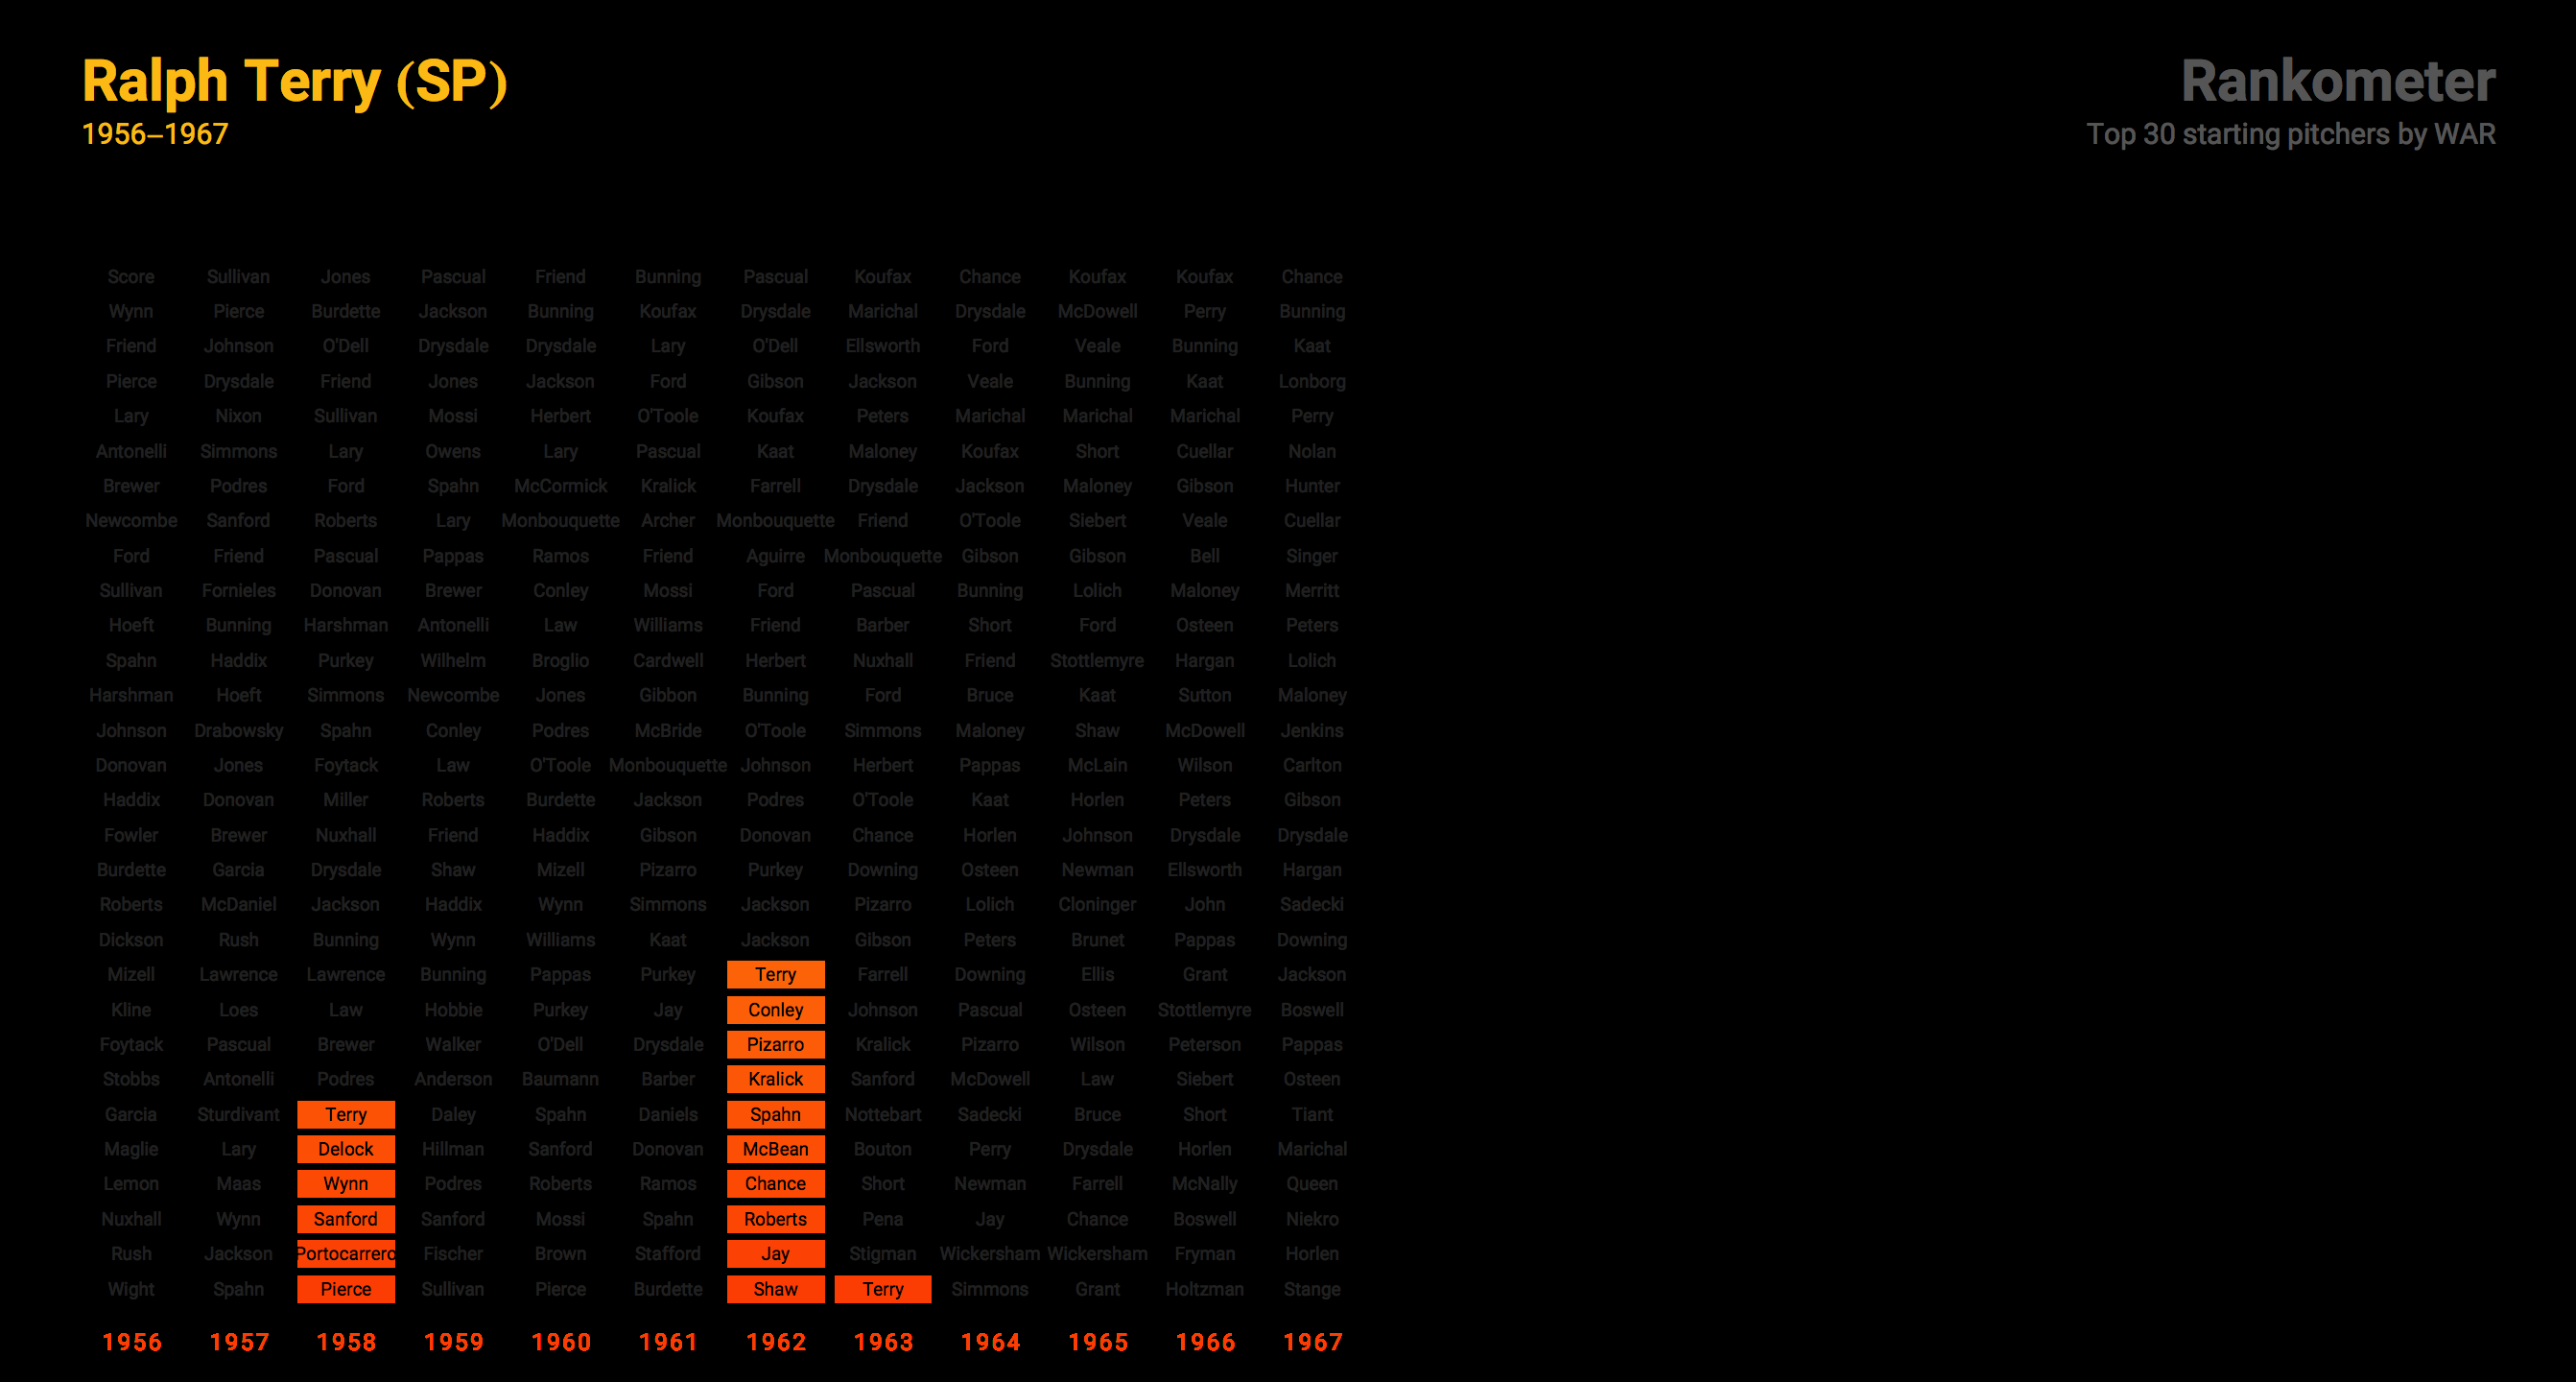 Ralph Terry (SP)
1956–1967
Rankometer
Top 30 starting pitchers by WAR
Score Sullivan Jones Pascual Friend Bunning Pascual Koufax Chance Koufax Koufax Chance
Wynn Pierce Burdette Jackson Bunning Koufax Drysdale Marichal Drysdale McDowell Perry Bunning
Friend Johnson O'Dell Drysdale Drysdale Lary O'Dell Ellsworth Ford Veale Bunning Kaat
Pierce Drysdale Friend Jones Jackson Ford Gibson Jackson Veale Bunning Kaat Lonborg
Lary Nixon Sullivan Mossi Herbert O'Toole Koufax Peters Marichal Marichal Marichal Perry
Antonelli Simmons Lary Owens Lary Pascual Kaat Maloney Koufax Short Cuellar Nolan
Brewer Podres Ford Spahn McCormick Kralick Farrell Drysdale Jackson Maloney Gibson Hunter
Newcombe Sanford Roberts Lary Monbouquette Archer Monbouquette Friend O'Toole Siebert Veale Cuellar
Ford Friend Pascual Pappas Ramos Friend Aguirre Monbouquette Gibson Gibson Bell Singer
Sullivan Fornieles Donovan Brewer Conley Mossi Ford Pascual Bunning Lolich Maloney Merritt
Hoeft Bunning Harshman Antonelli Law Williams Friend Barber Short Ford Osteen Peters
Spahn Haddix Purkey Wilhelm Broglio Cardwell Herbert Nuxhall Friend Stottlemyre Hargan Lolich
Harshman Hoeft Simmons Newcombe Jones Gibbon Bunning Ford Bruce Kaat Sutton Maloney
Johnson Drabowsky Spahn Conley Podres McBride O'Toole Simmons Maloney Shaw McDowell Jenkins
Donovan Jones Foytack Law O'Toole Monbouquette Johnson Herbert Pappas McLain Wilson Carlton
Haddix Donovan Miller Roberts Burdette Jackson Podres O'Toole Kaat Horlen Peters Gibson
Fowler Brewer Nuxhall Friend Haddix Gibson Donovan Chance Horlen Johnson Drysdale Drysdale
Burdette Garcia Drysdale Shaw Mizell Pizarro Purkey Downing Osteen Newman Ellsworth Hargan
Roberts McDaniel Jackson Haddix Wynn Simmons Jackson Pizarro Lolich Cloninger John Sadecki
Dickson Rush Bunning Wynn Williams Kaat Jackson Gibson Peters Brunet Pappas Downing
Mizell Lawrence Lawrence Bunning Pappas Purkey Terry Farrell Downing Ellis Grant Jackson
Kline Loes Law Hobbie Purkey Jay Conley Johnson Pascual Osteen Stottlemyre Boswell
Foytack Pascual Brewer Walker O'Dell Drysdale Pizarro Kralick Pizarro Wilson Peterson Pappas
Stobbs Antonelli Podres Anderson Baumann Barber Kralick Sanford McDowell Law Siebert Osteen
Garcia Sturdivant Terry Daley Spahn Daniels Spahn Nottebart Sadecki Bruce Short Tiant
Maglie Lary Delock Hillman Sanford Donovan McBean Bouton Perry Drysdale Horlen Marichal
Lemon Maas Wynn Podres Roberts Ramos Chance Short Newman Farrell McNally Queen
Nuxhall Wynn Sanford Sanford Mossi Spahn Roberts Pena Jay Chance Boswell Niekro
Rush Jackson Portocarrero Fischer Brown Stafford Jay Stigman Wickersham Wickersham Fryman Horlen
Wight Spahn Pierce Sullivan Pierce Burdette Shaw Terry Simmons Grant Holtzman Stange
1956 1957 1958 1959 1960 1961 1962 1963 1964 1965 1966 1967